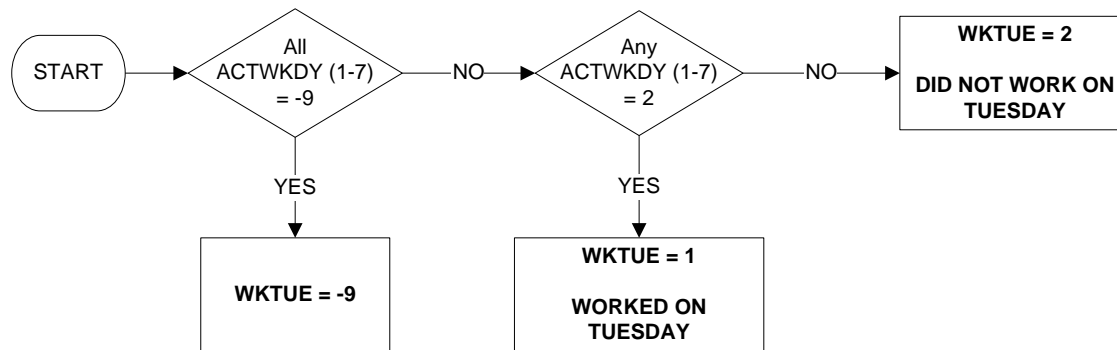 START
All
ACTWKDY (1-7)
= -9
NO
Any
ACTWKDY (1-7)
= 2
NO
WKTUE = 2
DID NOT WORK ON
TUESDAY
YES
YES
WKTUE = -9
WKTUE = 1
WORKED ON
TUESDAY